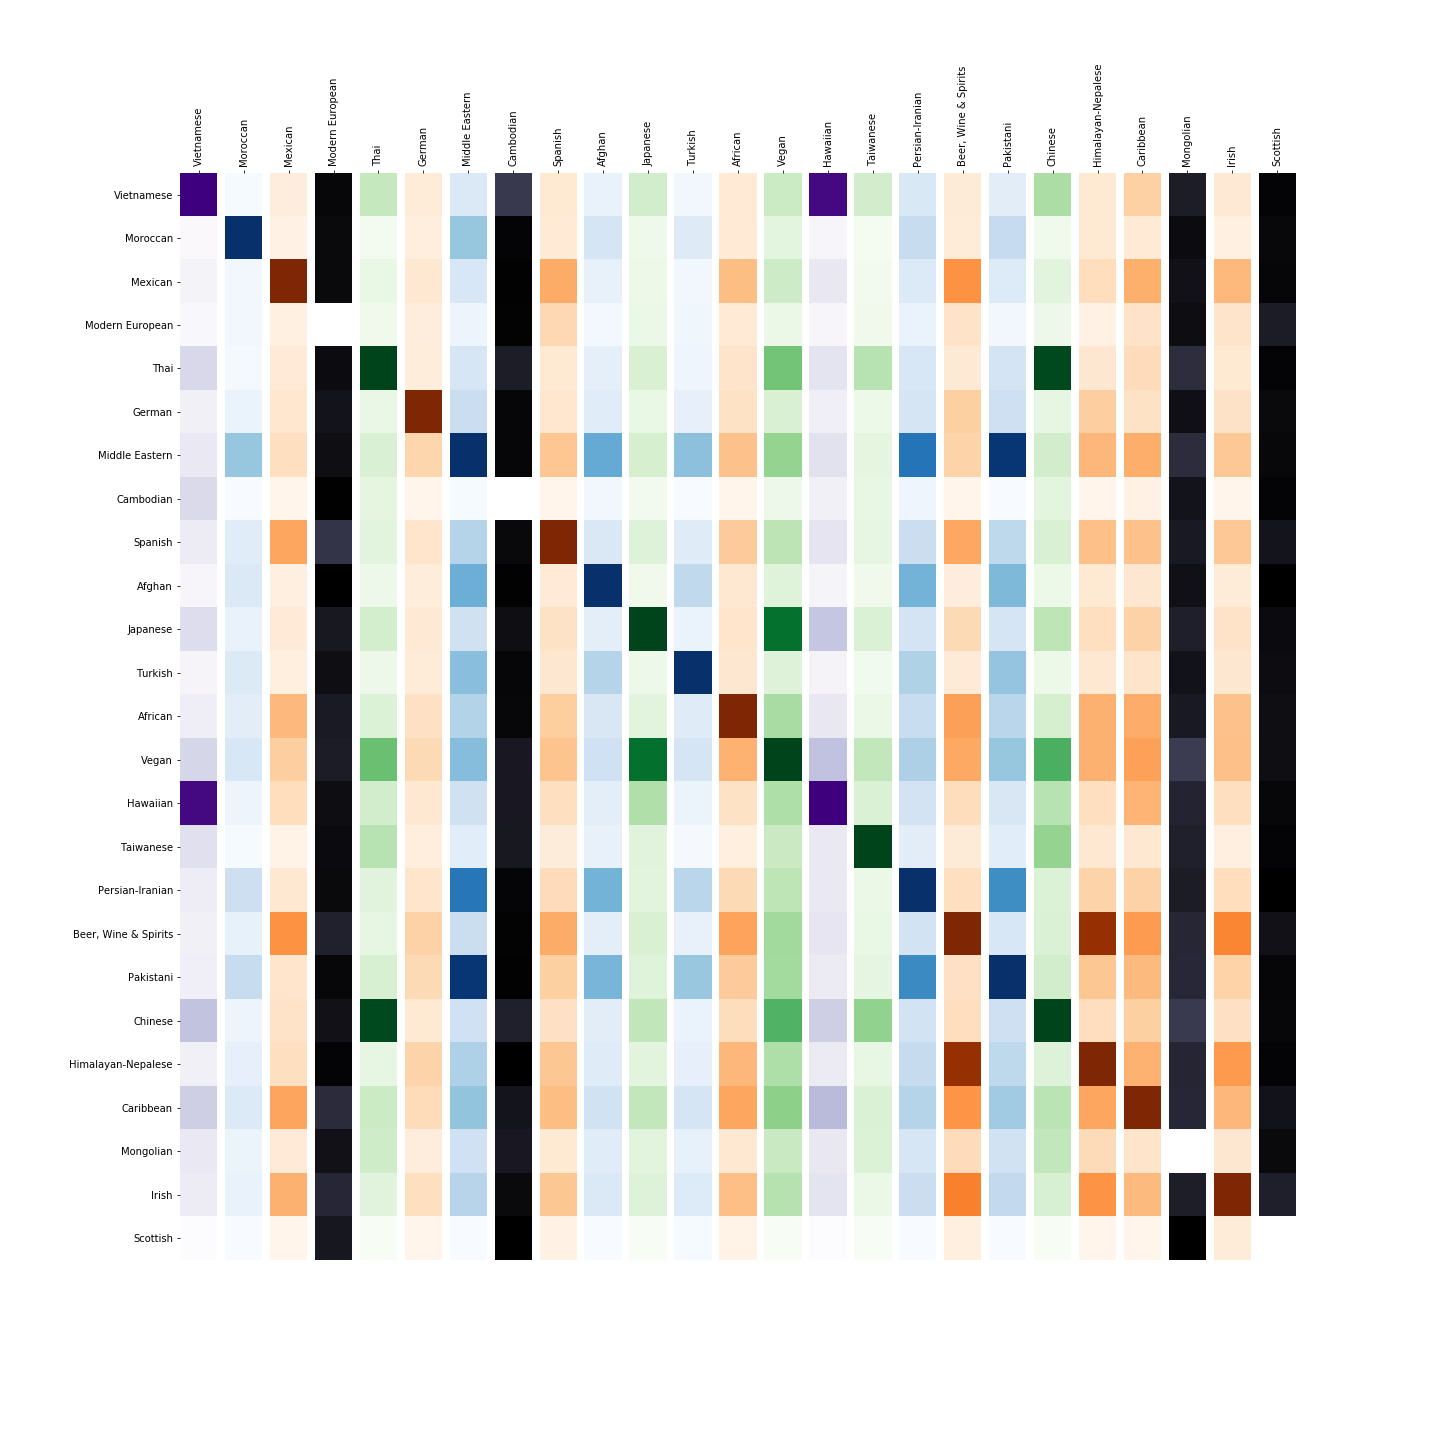 Vietnamese
Moroccan
Mexican
Modern European
Thai
German
Middle Eastern
Cambodian
Spanish
Afghan
Japanese
Turkish
African
Vegan
Hawaiian
Taiwanese
Persian-Iranian
Beer, Wine & Spirits
Pakistani
Chinese
Himalayan-Nepalese
Caribbean
Mongolian
Irish
Scottish
Vietnamese
Moroccan
Mexican
Modern European
Thai
German
Middle Eastern
Cambodian
Spanish
Afghan
Japanese
Turkish
African
Vegan
Hawaiian
Taiwanese
Persian-Iranian
Beer, Wine & Spirits
Pakistani
Chinese
Himalayan-Nepalese
Caribbean
Mongolian
Irish
Scottish